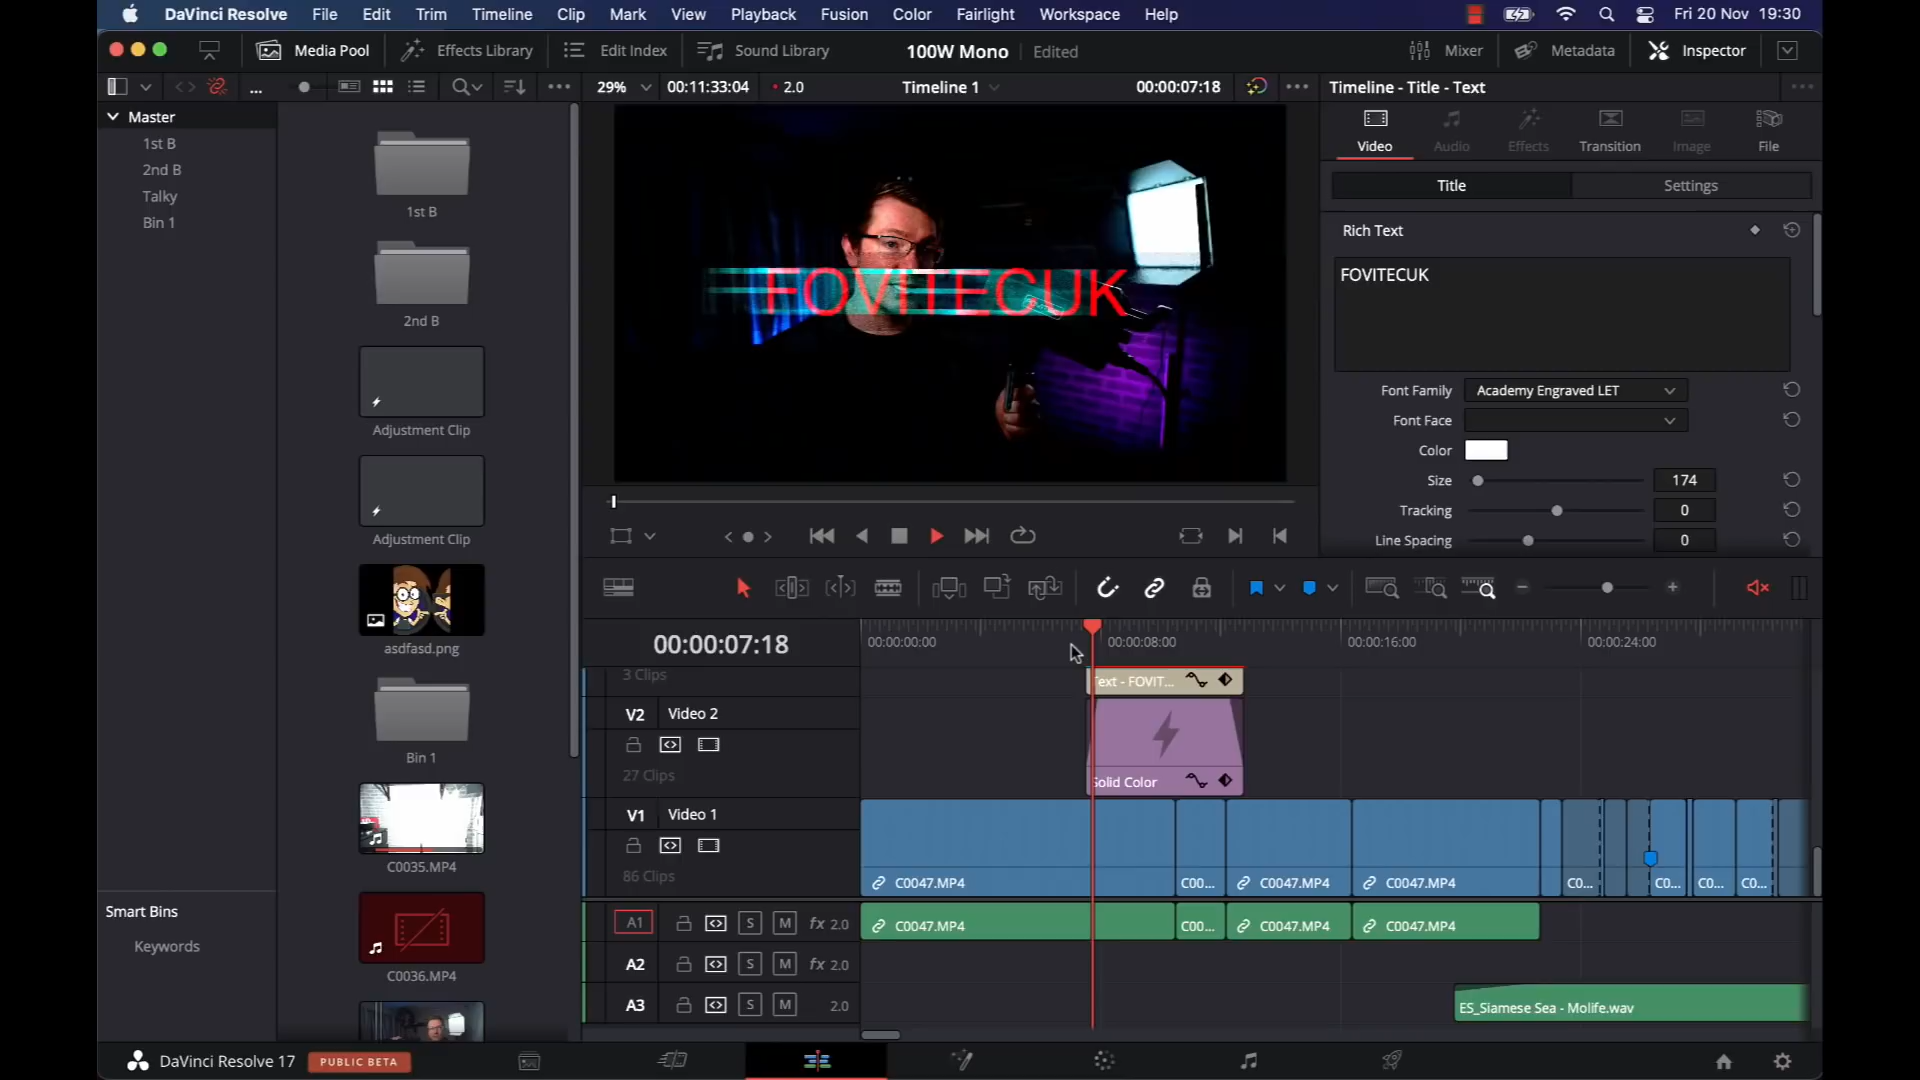 DaVinci Resolve File Edit Trim Timeline Clip Mark View Playback Fusion Color Fairlight Workspace Help Fri 20 Nov 19:30
Media Pool Effects Library Edit Index Sound Library 100W Mono Edited Mixer Metadata Inspector
... 29% 00:11:33:04 2.0 Timeline 1 00:00:07:18 Timeline - Title - Text
Master
1st B
2nd B
Talky
Bin 1
Smart Bins
Keywords
1st B
2nd B
Adjustment Clip
Adjustment Clip
asdfasd.png
Bin 1
C0035.MP4
C0036.MP4
FOVITECUK
Video Audio Effects Transition Image File
Title Settings
Rich Text
FOVITECUK
Font Family Academy Engraved LET
Font Face
Color
Size 174
Tracking 0
Line Spacing 0
00:00:07:18 00:00:00:00 00:00:08:00 00:00:16:00 00:00:24:00
3 Clips
Text - FOVIT...
V2 Video 2
27 Clips
Solid Color
V1 Video 1
86 Clips
C0047.MP4 C00... C0047.MP4 C0047.MP4 C0... C0... C0... C0...
A1 S M fx 2.0 C0047.MP4 C00... C0047.MP4 C0047.MP4
A2 S M fx 2.0
A3 S M 2.0 ES_Siamese Sea - Molife.wav
DaVinci Resolve 17 PUBLIC BETA